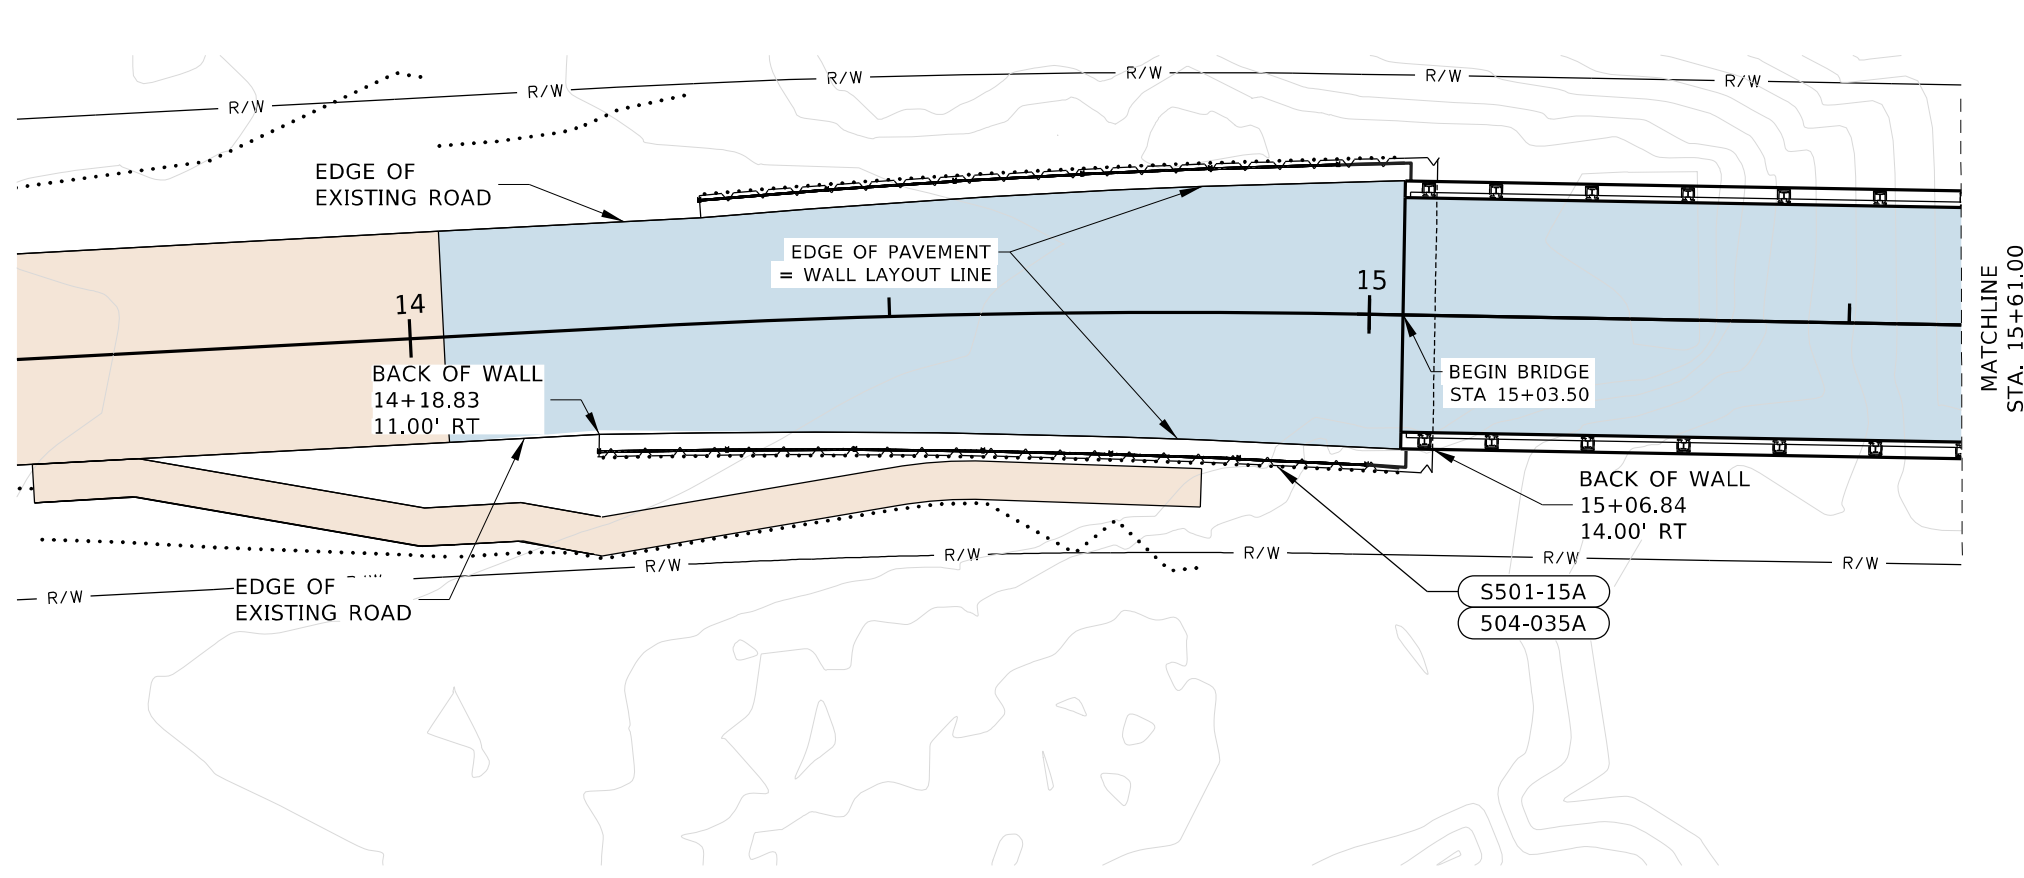 R/W
R/W
R/W
R/W
R/W
R/W
EDGE OF
EXISTING ROAD
EDGE OF PAVEMENT
= WALL LAYOUT LINE
14
15
MATCHLINE
STA. 15+61.00
BACK OF WALL
14+18.83
11.00' RT
BEGIN BRIDGE
STA 15+03.50
BACK OF WALL
15+06.84
14.00' RT
R/W
R/W
R/W
R/W
R/W
R/W
EDGE OF
EXISTING ROAD
S501-15A
504-035A